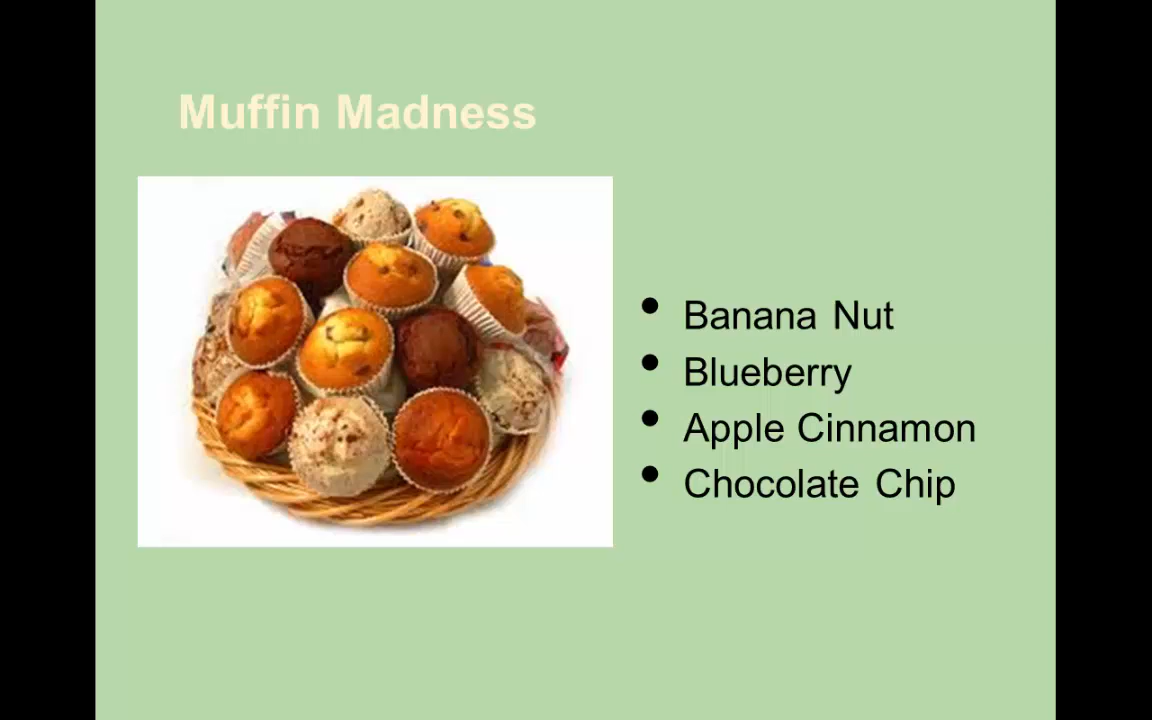 Muffin Madness
• Banana Nut
• Blueberry
• Apple Cinnamon
• Chocolate Chip